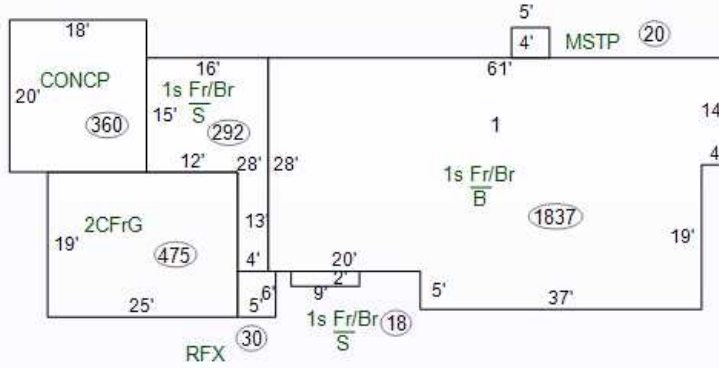 5'
4' MSTP 20
18'
16' 61'
CONCP 1s Fr/Br
S
20' 15' 14'
360 292 1
12' 28' 28' 4
1s Fr/Br
B
2CFrG 13' 1837
19' 475 19'
4' 20'
2'
6' 9' 5' 37'
25' 5' 1s Fr/Br 18
S
30
RFX